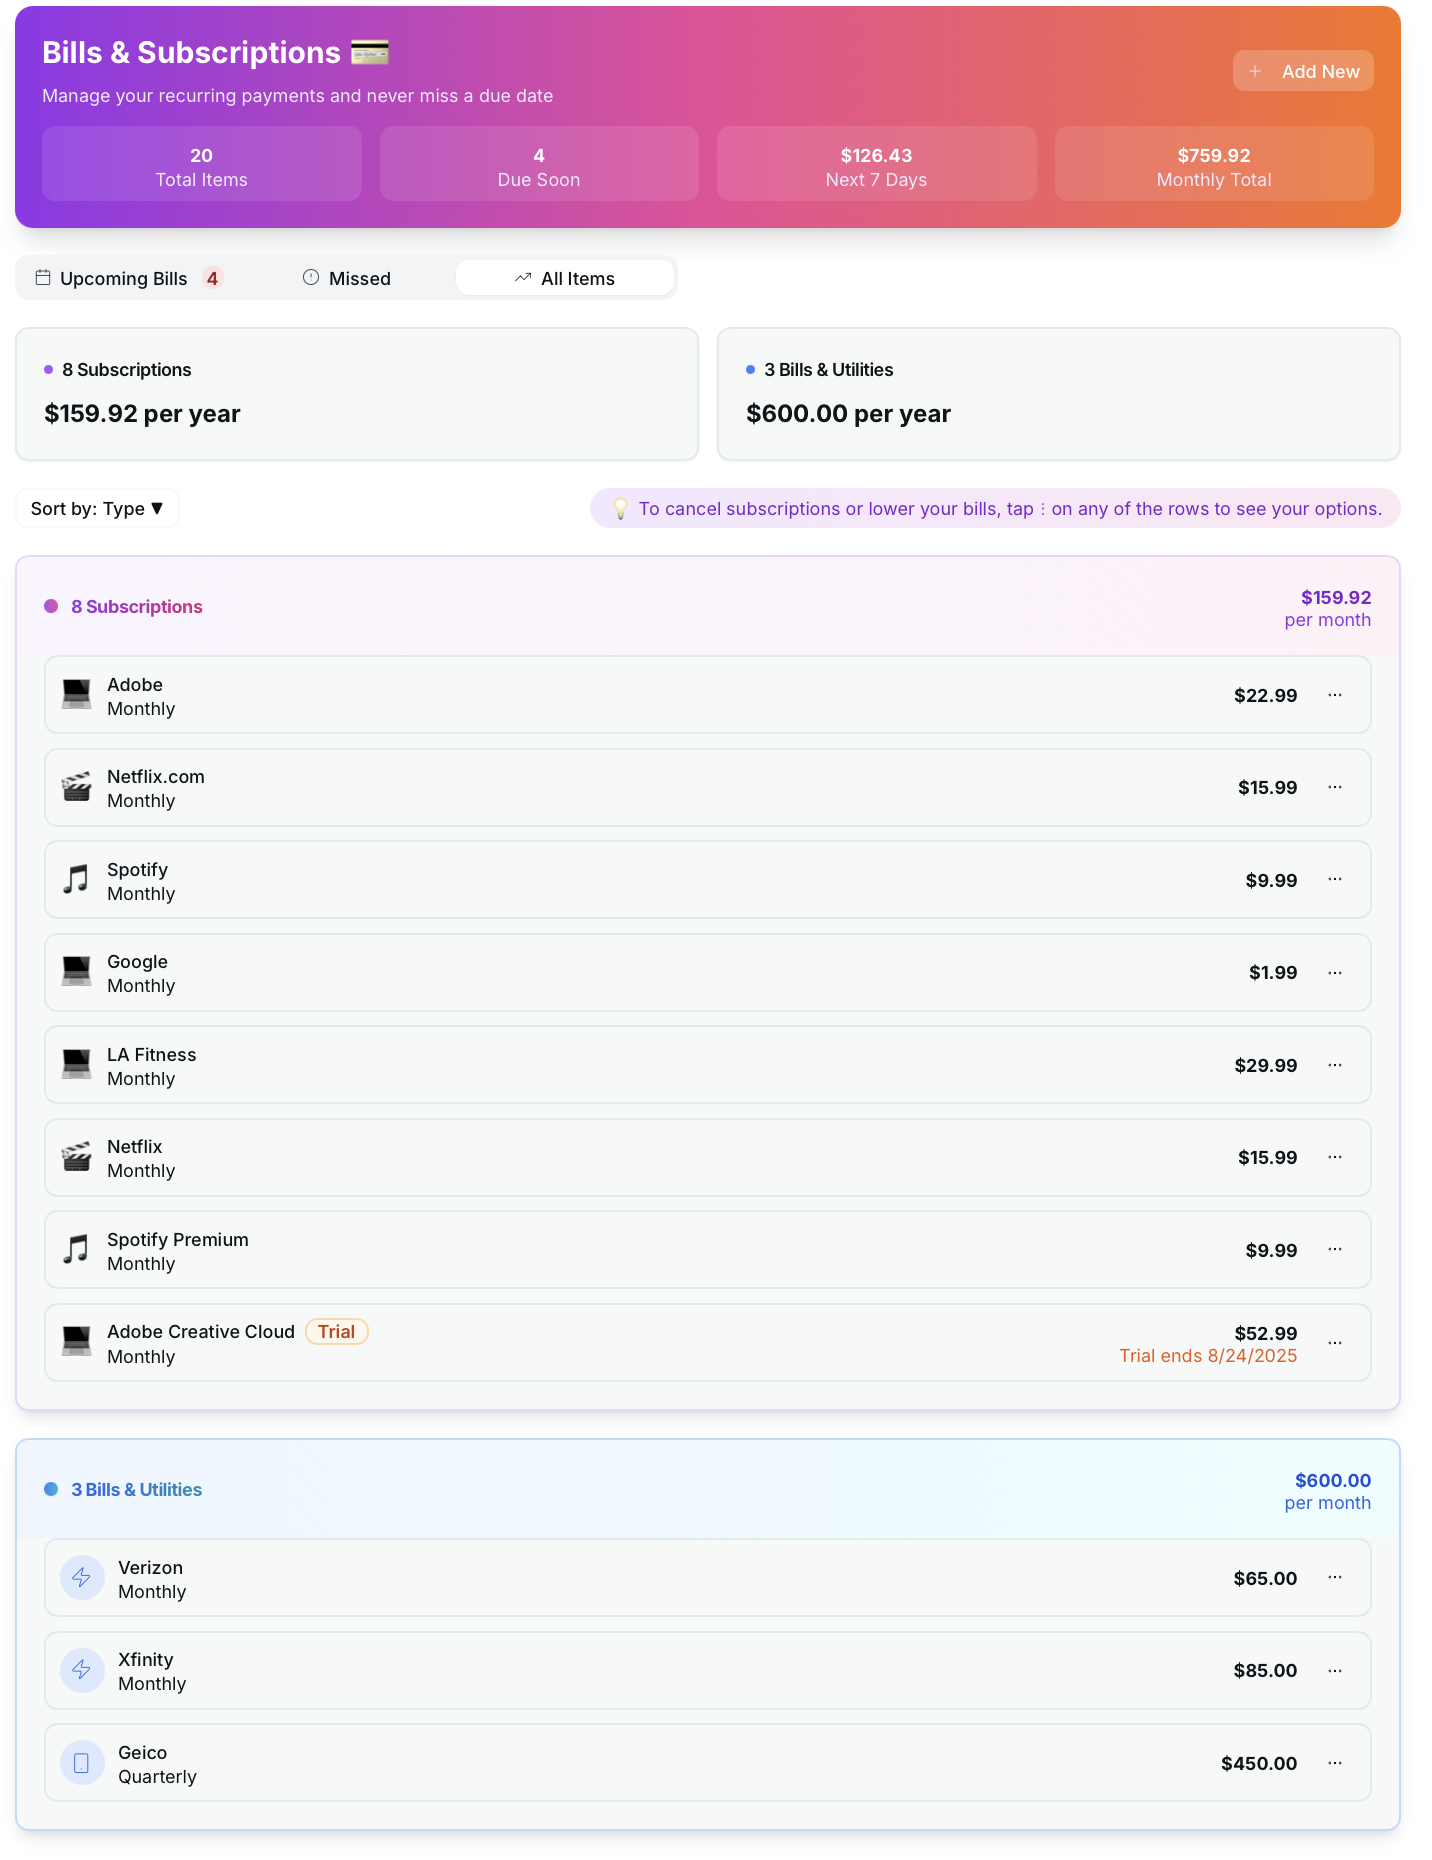 Bills & Subscriptions 💳
Manage your recurring payments and never miss a due date
+ Add New
20
Total Items
4
Due Soon
$126.43
Next 7 Days
$759.92
Monthly Total
Upcoming Bills 4
Missed
All Items
8 Subscriptions
$159.92 per year
3 Bills & Utilities
$600.00 per year
Sort by: Type ▼
💡 To cancel subscriptions or lower your bills, tap ⋮ on any of the rows to see your options.
8 Subscriptions
$159.92
per month
Adobe
Monthly
$22.99
Netflix.com
Monthly
$15.99
Spotify
Monthly
$9.99
Google
Monthly
$1.99
LA Fitness
Monthly
$29.99
Netflix
Monthly
$15.99
Spotify Premium
Monthly
$9.99
Adobe Creative Cloud Trial
Monthly
$52.99
Trial ends 8/24/2025
3 Bills & Utilities
$600.00
per month
Verizon
Monthly
$65.00
Xfinity
Monthly
$85.00
Geico
Quarterly
$450.00